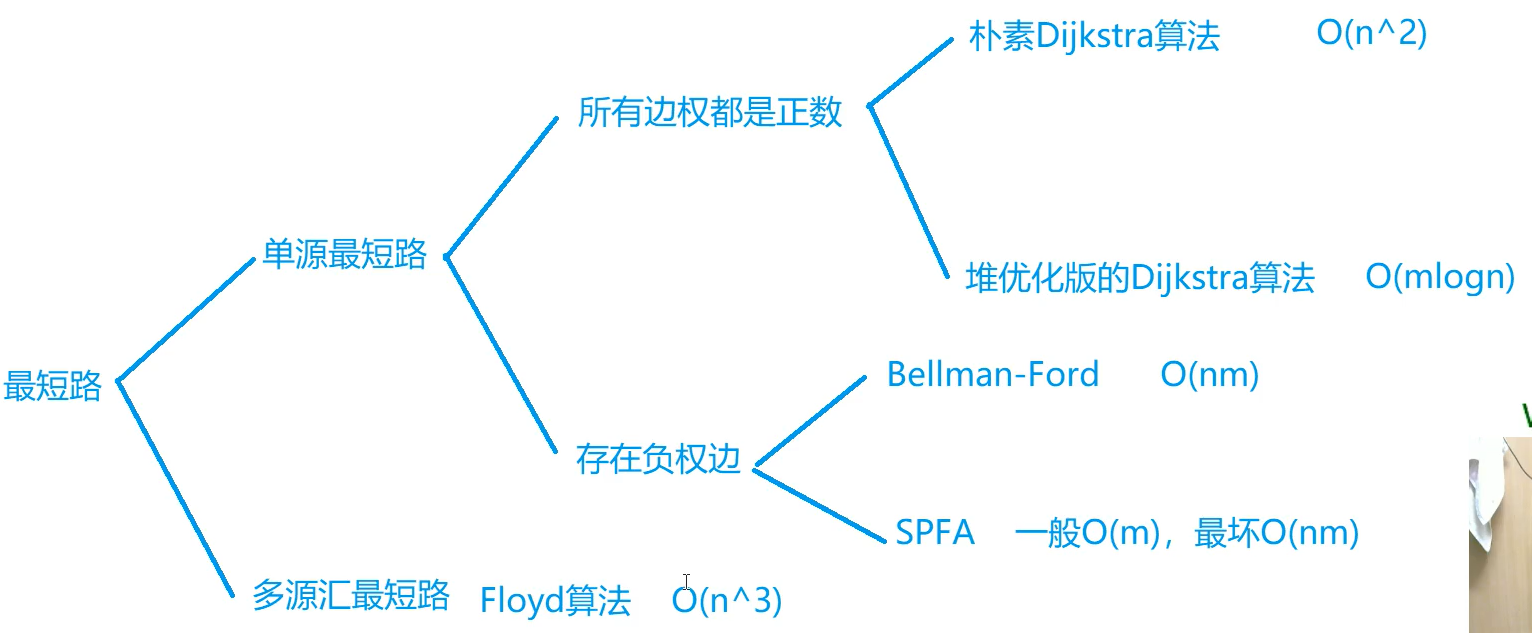 朴素Dijkstra算法 O(n^2)
所有边权都是正数
单源最短路
堆优化版的Dijkstra算法 O(mlogn)
最短路
Bellman-Ford O(nm)
存在负权边
SPFA 一般O(m)，最坏O(nm)
多源汇最短路 Floyd算法 O(n^3)